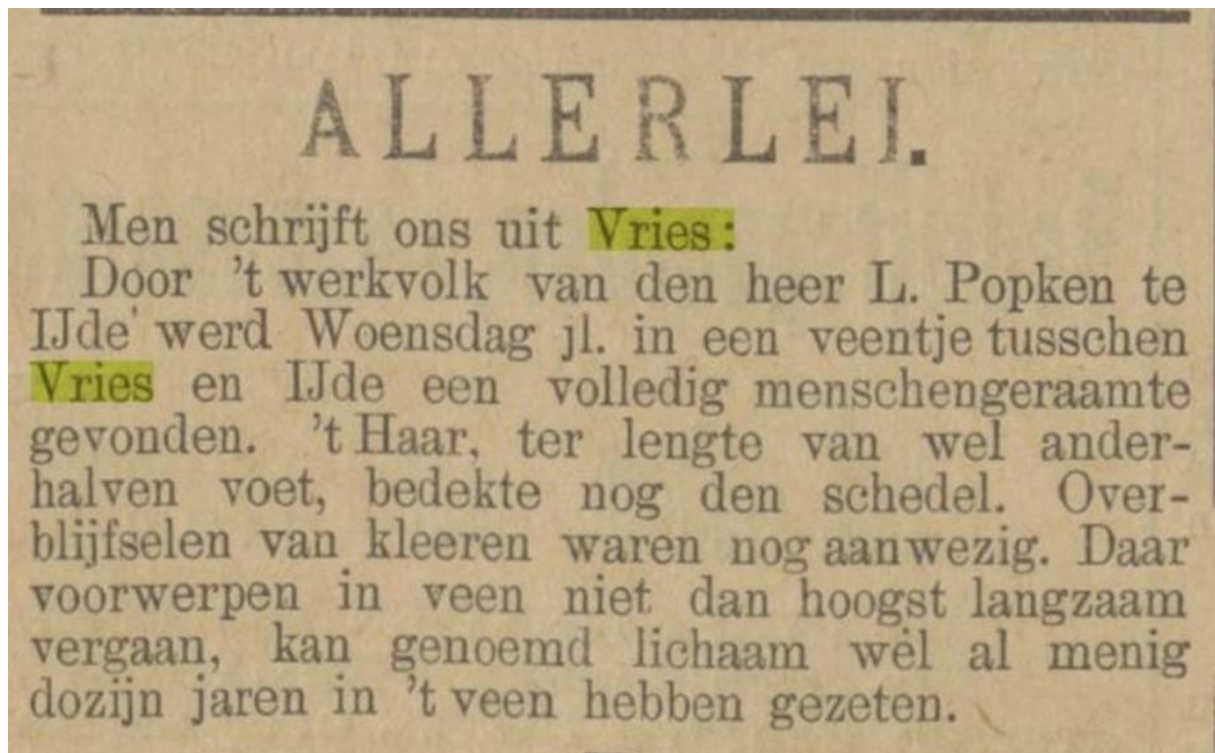 ALLERLEI.
Men schrijft ons uit Vries:
Door 't werkvolk van den heer L. Popken te
IJde' werd Woensdag jl. in een veentje tusschen
Vries en IJde een volledig menschengeraamte
gevonden. 't Haar, ter lengte van wel ander-
halven voet, bedekte nog den schedel. Over-
blijfselen van kleeren waren nog aanwezig. Daar
voorwerpen in veen niet dan hoogst langzaam
vergaan, kan genoemd lichaam wèl al menig
dozijn jaren in 't veen hebben gezeten.